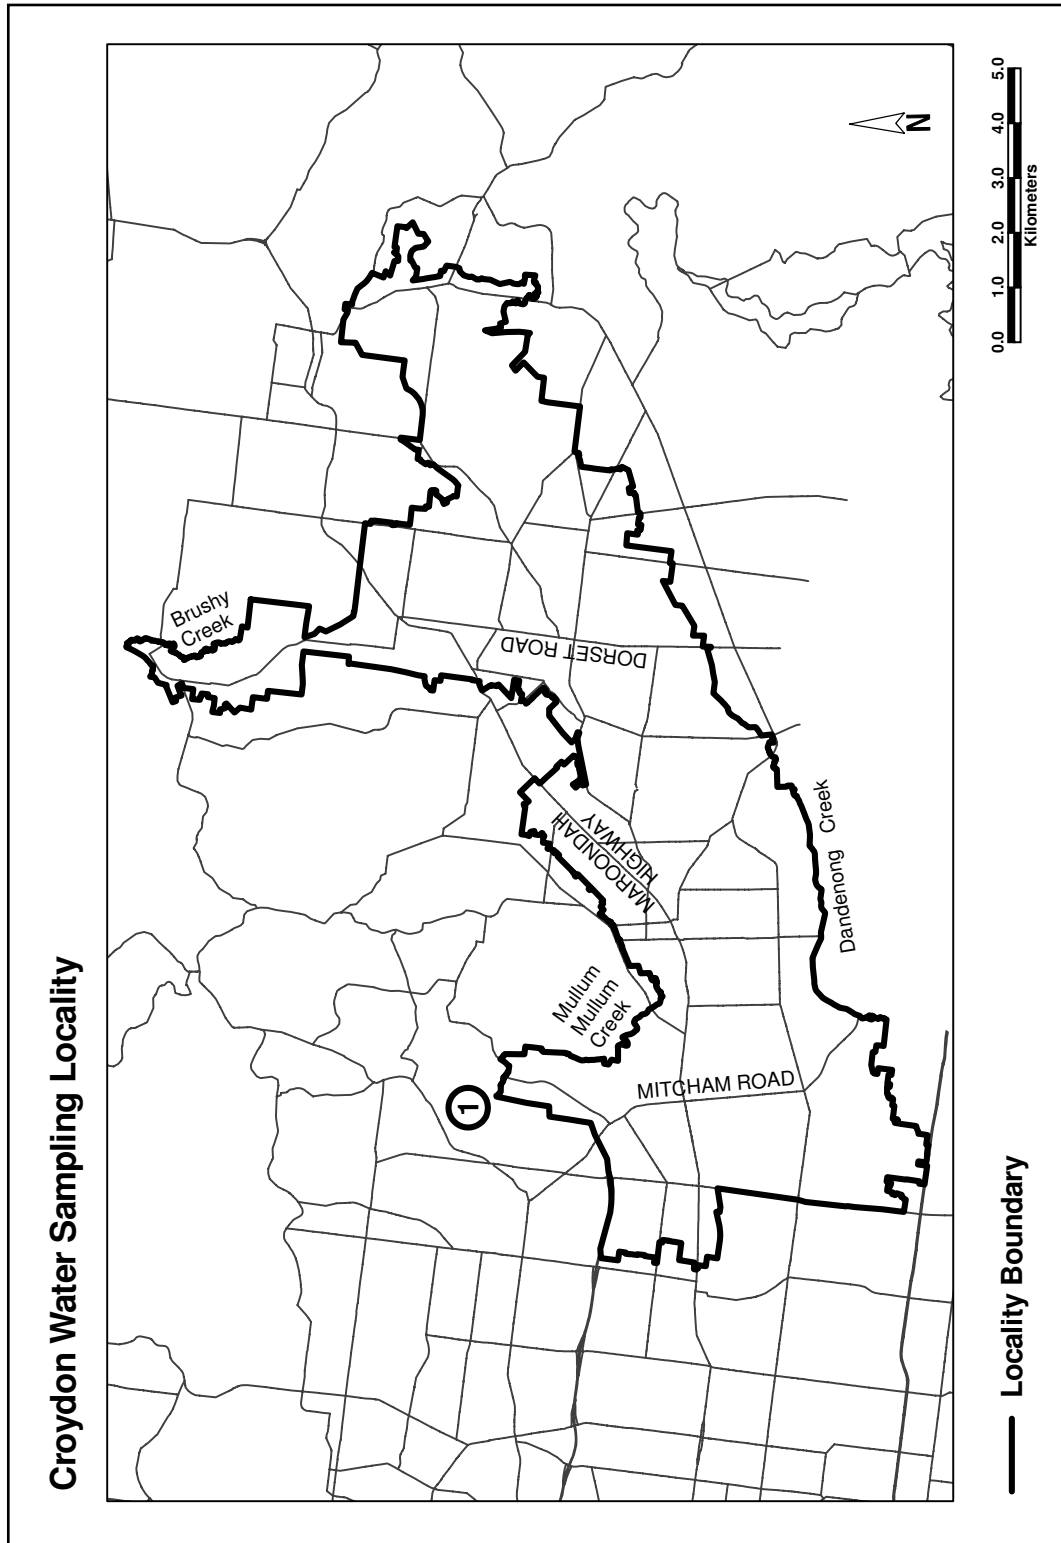 Croydon Water Sampling Locality
Brushy
Creek
DORSET ROAD
MAROONDAH
HIGHWAY
Mullum
Mullum
Creek
1
MITCHAM ROAD
Dandenong Creek
N
0.0 1.0 2.0 3.0 4.0 5.0
Kilometers
Locality Boundary